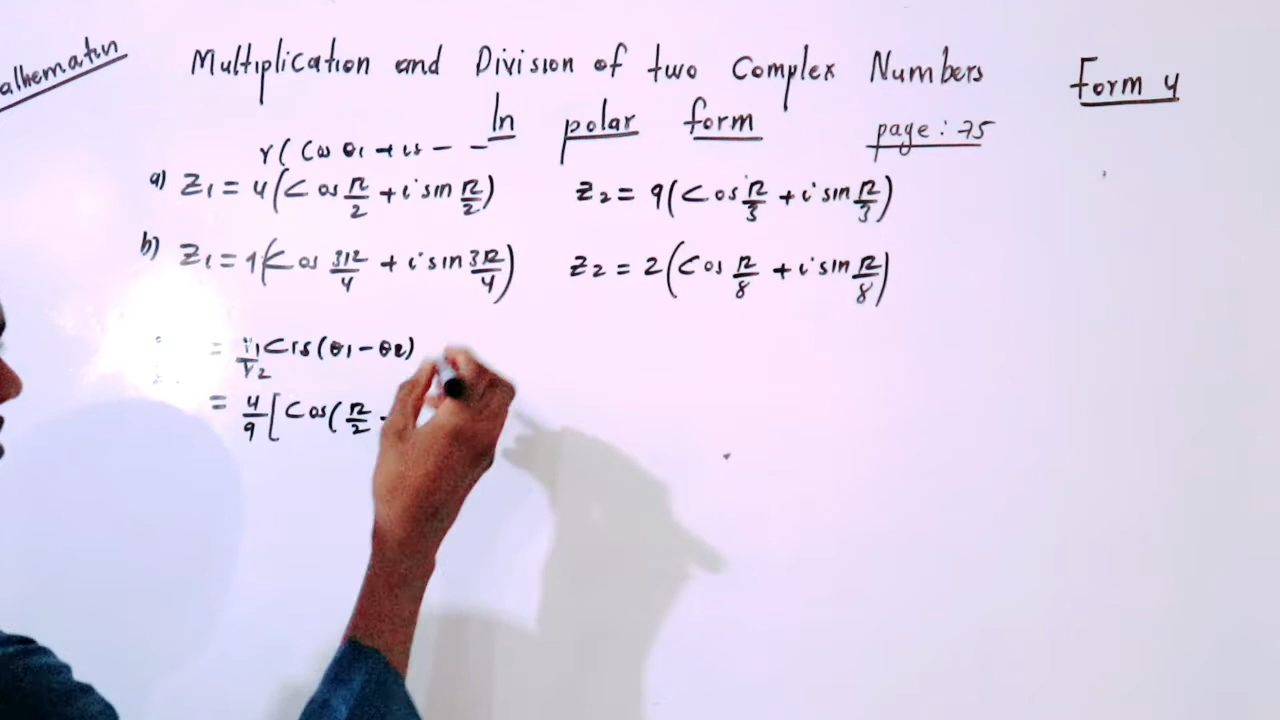 Multiplication and Division of two Complex Numbers
Form 4
In polar form
page: 75
r( Cos θ1 + is - -
a) Z1 = 4(Cos π/2 + i sin π/2) Z2 = 9(Cos π/3 + i sin π/3)
b) Z1 = 1(Cos 3π/4 + i sin 3π/4) Z2 = 2(Cos π/8 + i sin π/8)
= r1/r2 Cis(θ1 - θ2)
= 4/9 [Cos(π/2 -